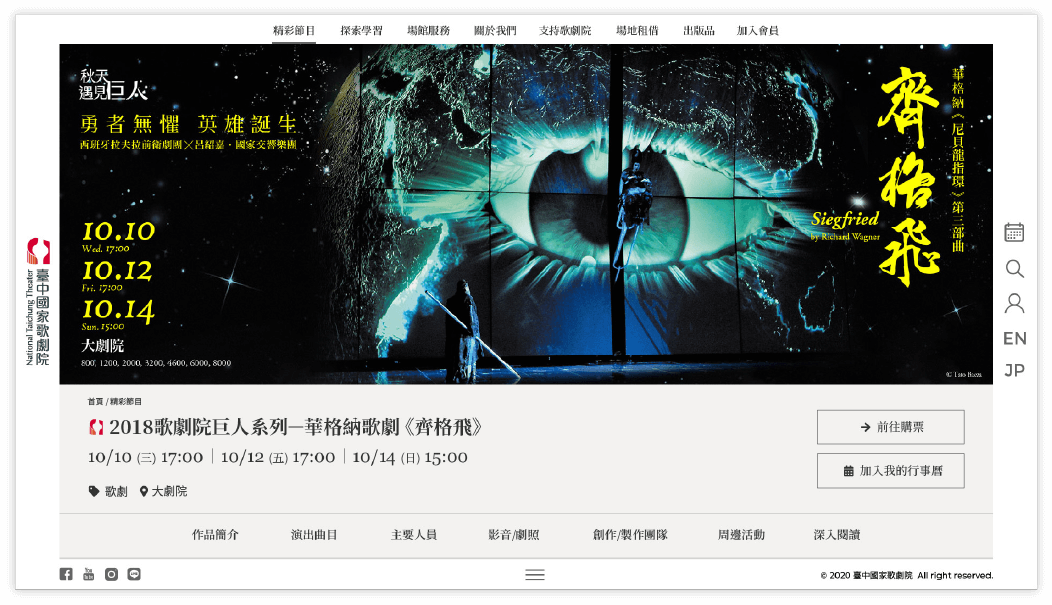 精彩節目 探索學習 場館服務 關於我們 支持歌劇院 場地租借 出版品 加入會員
秋天
遇見巨人
勇者無懼 英雄誕生
西班牙拉夫拉前衛劇團╳呂紹嘉・國家交響樂團
10.10
Wed. 17:00
10.12
Fri. 17:00
10.14
Sun. 15:00
大劇院
800, 1200, 2000, 3200, 4600, 6000, 8000
齊格飛
華格納《尼貝龍指環》第三部曲
Siegfried
by Richard Wagner
© Tato Baeza
臺中國家歌劇院
National Taichung Theater
EN
JP
首頁 / 精彩節目
2018歌劇院巨人系列—華格納歌劇《齊格飛》
10/10 (三) 17:00 | 10/12 (五) 17:00 | 10/14 (日) 15:00
歌劇 大劇院
前往購票
加入我的行事曆
作品簡介 演出曲目 主要人員 影音/劇照 創作/製作團隊 周邊活動 深入閱讀
© 2020 臺中國家歌劇院 All right reserved.